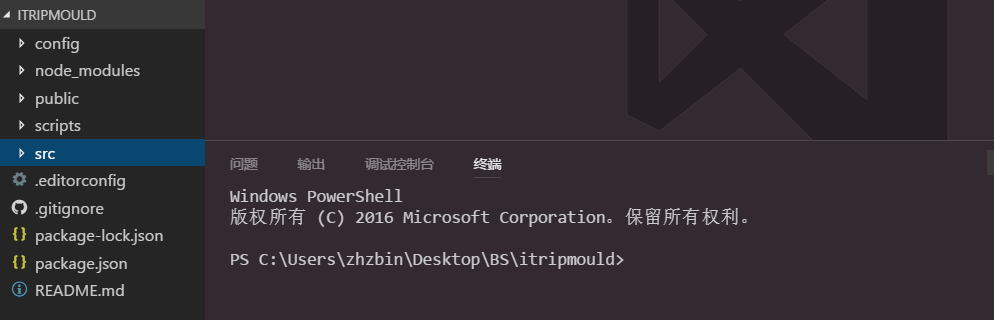 ITRIPMOULD
config
node_modules
public
scripts
src
.editorconfig
.gitignore
package-lock.json
package.json
README.md
问题 输出 调试控制台 终端
Windows PowerShell
版权所有 (C) 2016 Microsoft Corporation。保留所有权利。
PS C:\Users\zhzbin\Desktop\BS\itripmould>